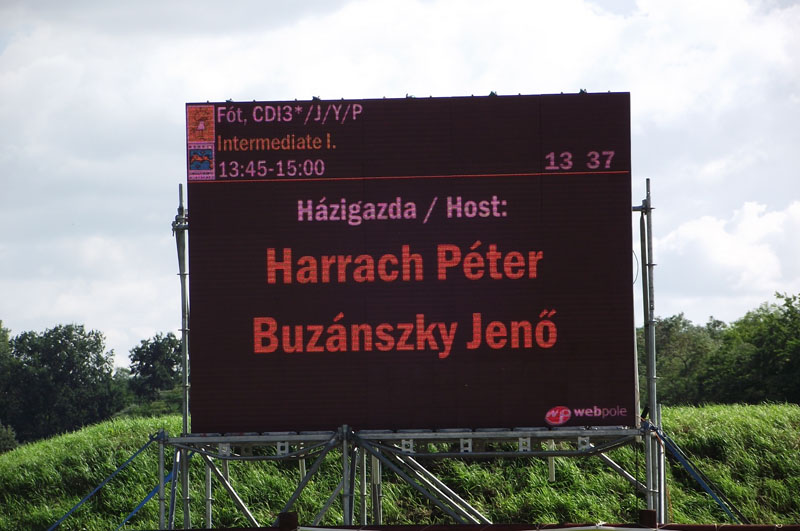 Fót, CDI3*/J/Y/P
Intermediate I.
13:45-15:00 13 37
Házigazda / Host:
Harrach Péter
Buzánszky Jenő
webpole